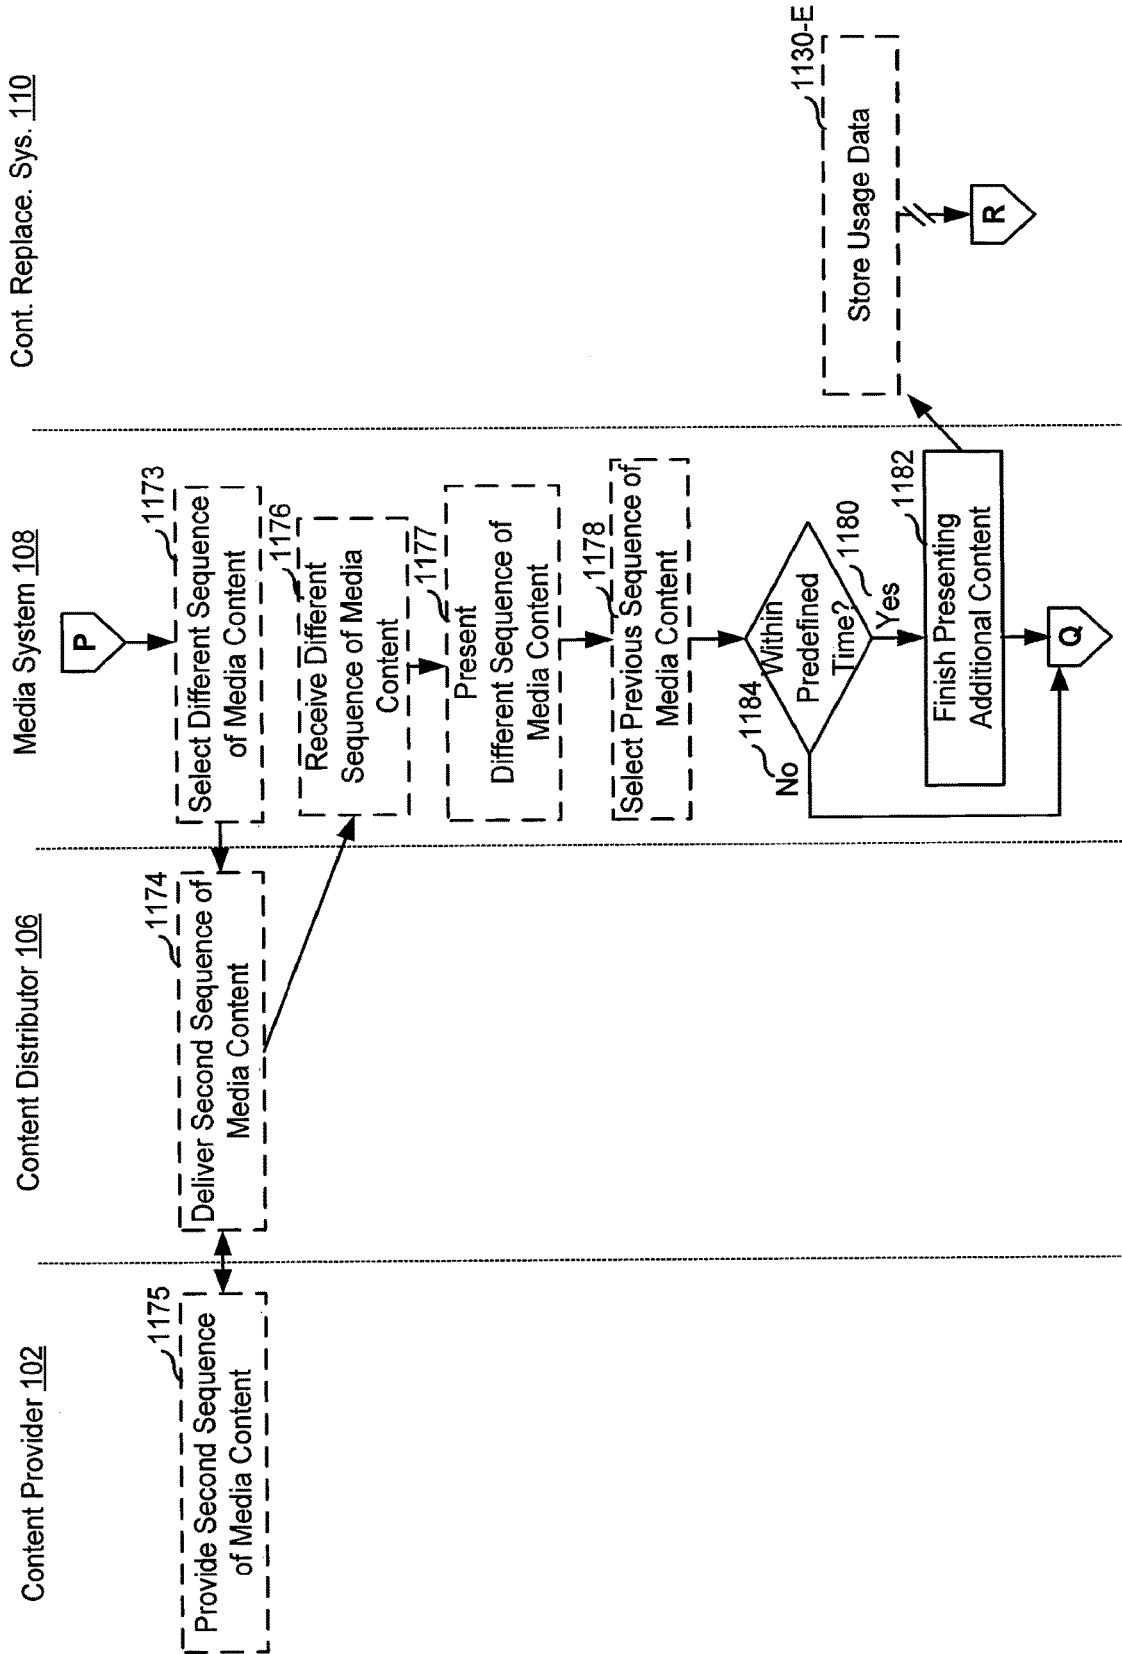 Content Provider 102
Content Distributor 106
Media System 108
Cont. Replace. Sys. 110
P
1175
Provide Second Sequence
of Media Content
1174
Deliver Second Sequence of
Media Content
1173
Select Different Sequence
of Media Content
1176
Receive Different
Sequence of Media
Content
1177
Present
Different Sequence of
Media Content
1178
Select Previous Sequence of
Media Content
1184
No
Within
Predefined
Time?
1180
Yes
1182
Finish Presenting
Additional Content
Q
1130-E
Store Usage Data
R